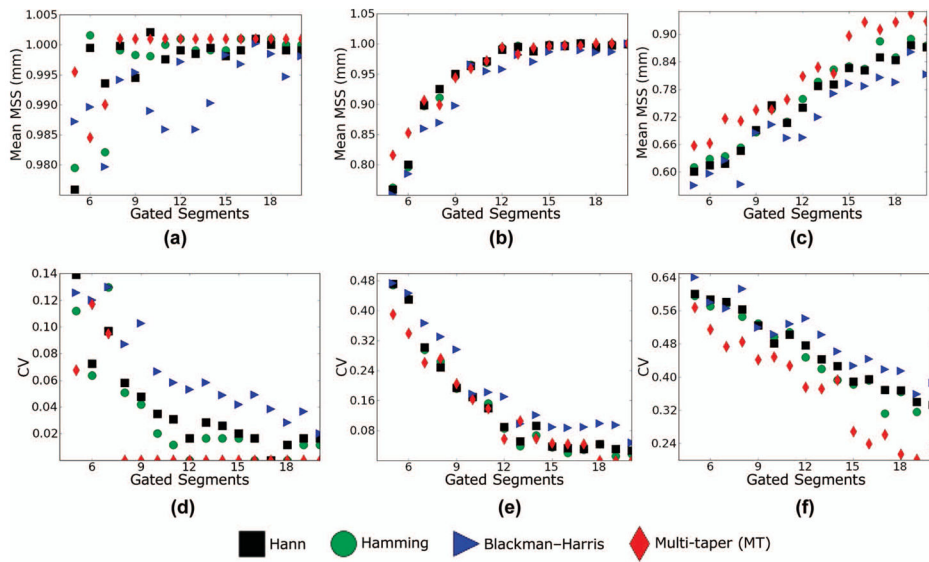 1.005
1.000
0.995
0.990
0.985
0.980
Mean MSS (mm)
6 9 12 15 18
Gated Segments
(a)
1.05
1.00
0.95
0.90
0.85
0.80
0.75
Mean MSS (mm)
6 9 12 15 18
Gated Segments
(b)
0.90
0.84
0.78
0.72
0.66
0.60
Mean MSS (mm)
6 9 12 15 18
Gated Segments
(c)
0.14
0.12
0.10
0.08
0.06
0.04
0.02
CV
6 9 12 15 18
Gated Segments
(d)
0.48
0.40
0.32
0.24
0.16
0.08
CV
6 9 12 15 18
Gated Segments
(e)
0.64
0.56
0.48
0.40
0.32
0.24
CV
6 9 12 15 18
Gated Segments
(f)
Hann Hamming Blackman–Harris Multi-taper (MT)